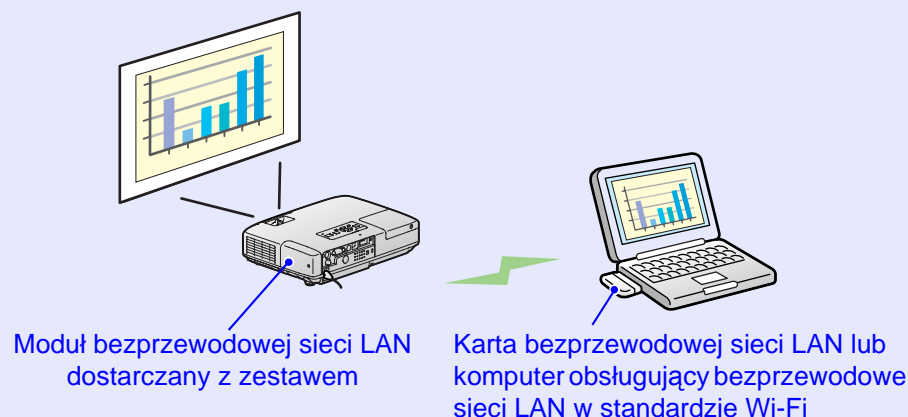 Moduł bezprzewodowej sieci LAN
dostarczany z zestawem
Karta bezprzewodowej sieci LAN lub
komputer obsługujący bezprzewodowe
sieci LAN w standardzie Wi-Fi